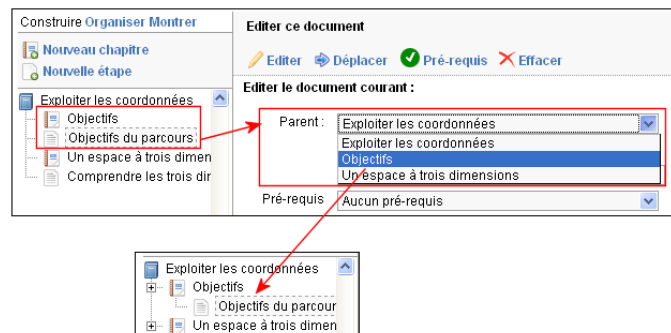 Construire Organiser Montrer
Nouveau chapitre
Nouvelle étape
Exploiter les coordonnées
Objectifs
Objectifs du parcours
Un espace à trois dimen
Comprendre les trois dir
Editer ce document
Editer Déplacer Pré-requis Effacer
Editer le document courant :
Parent : Exploiter les coordonnées
Exploiter les coordonnées
Objectifs
Un espace à trois dimensions
Pré-requis Aucun pré-requis
Exploiter les coordonnées
Objectifs
Objectifs du parcour
Un espace à trois dimen